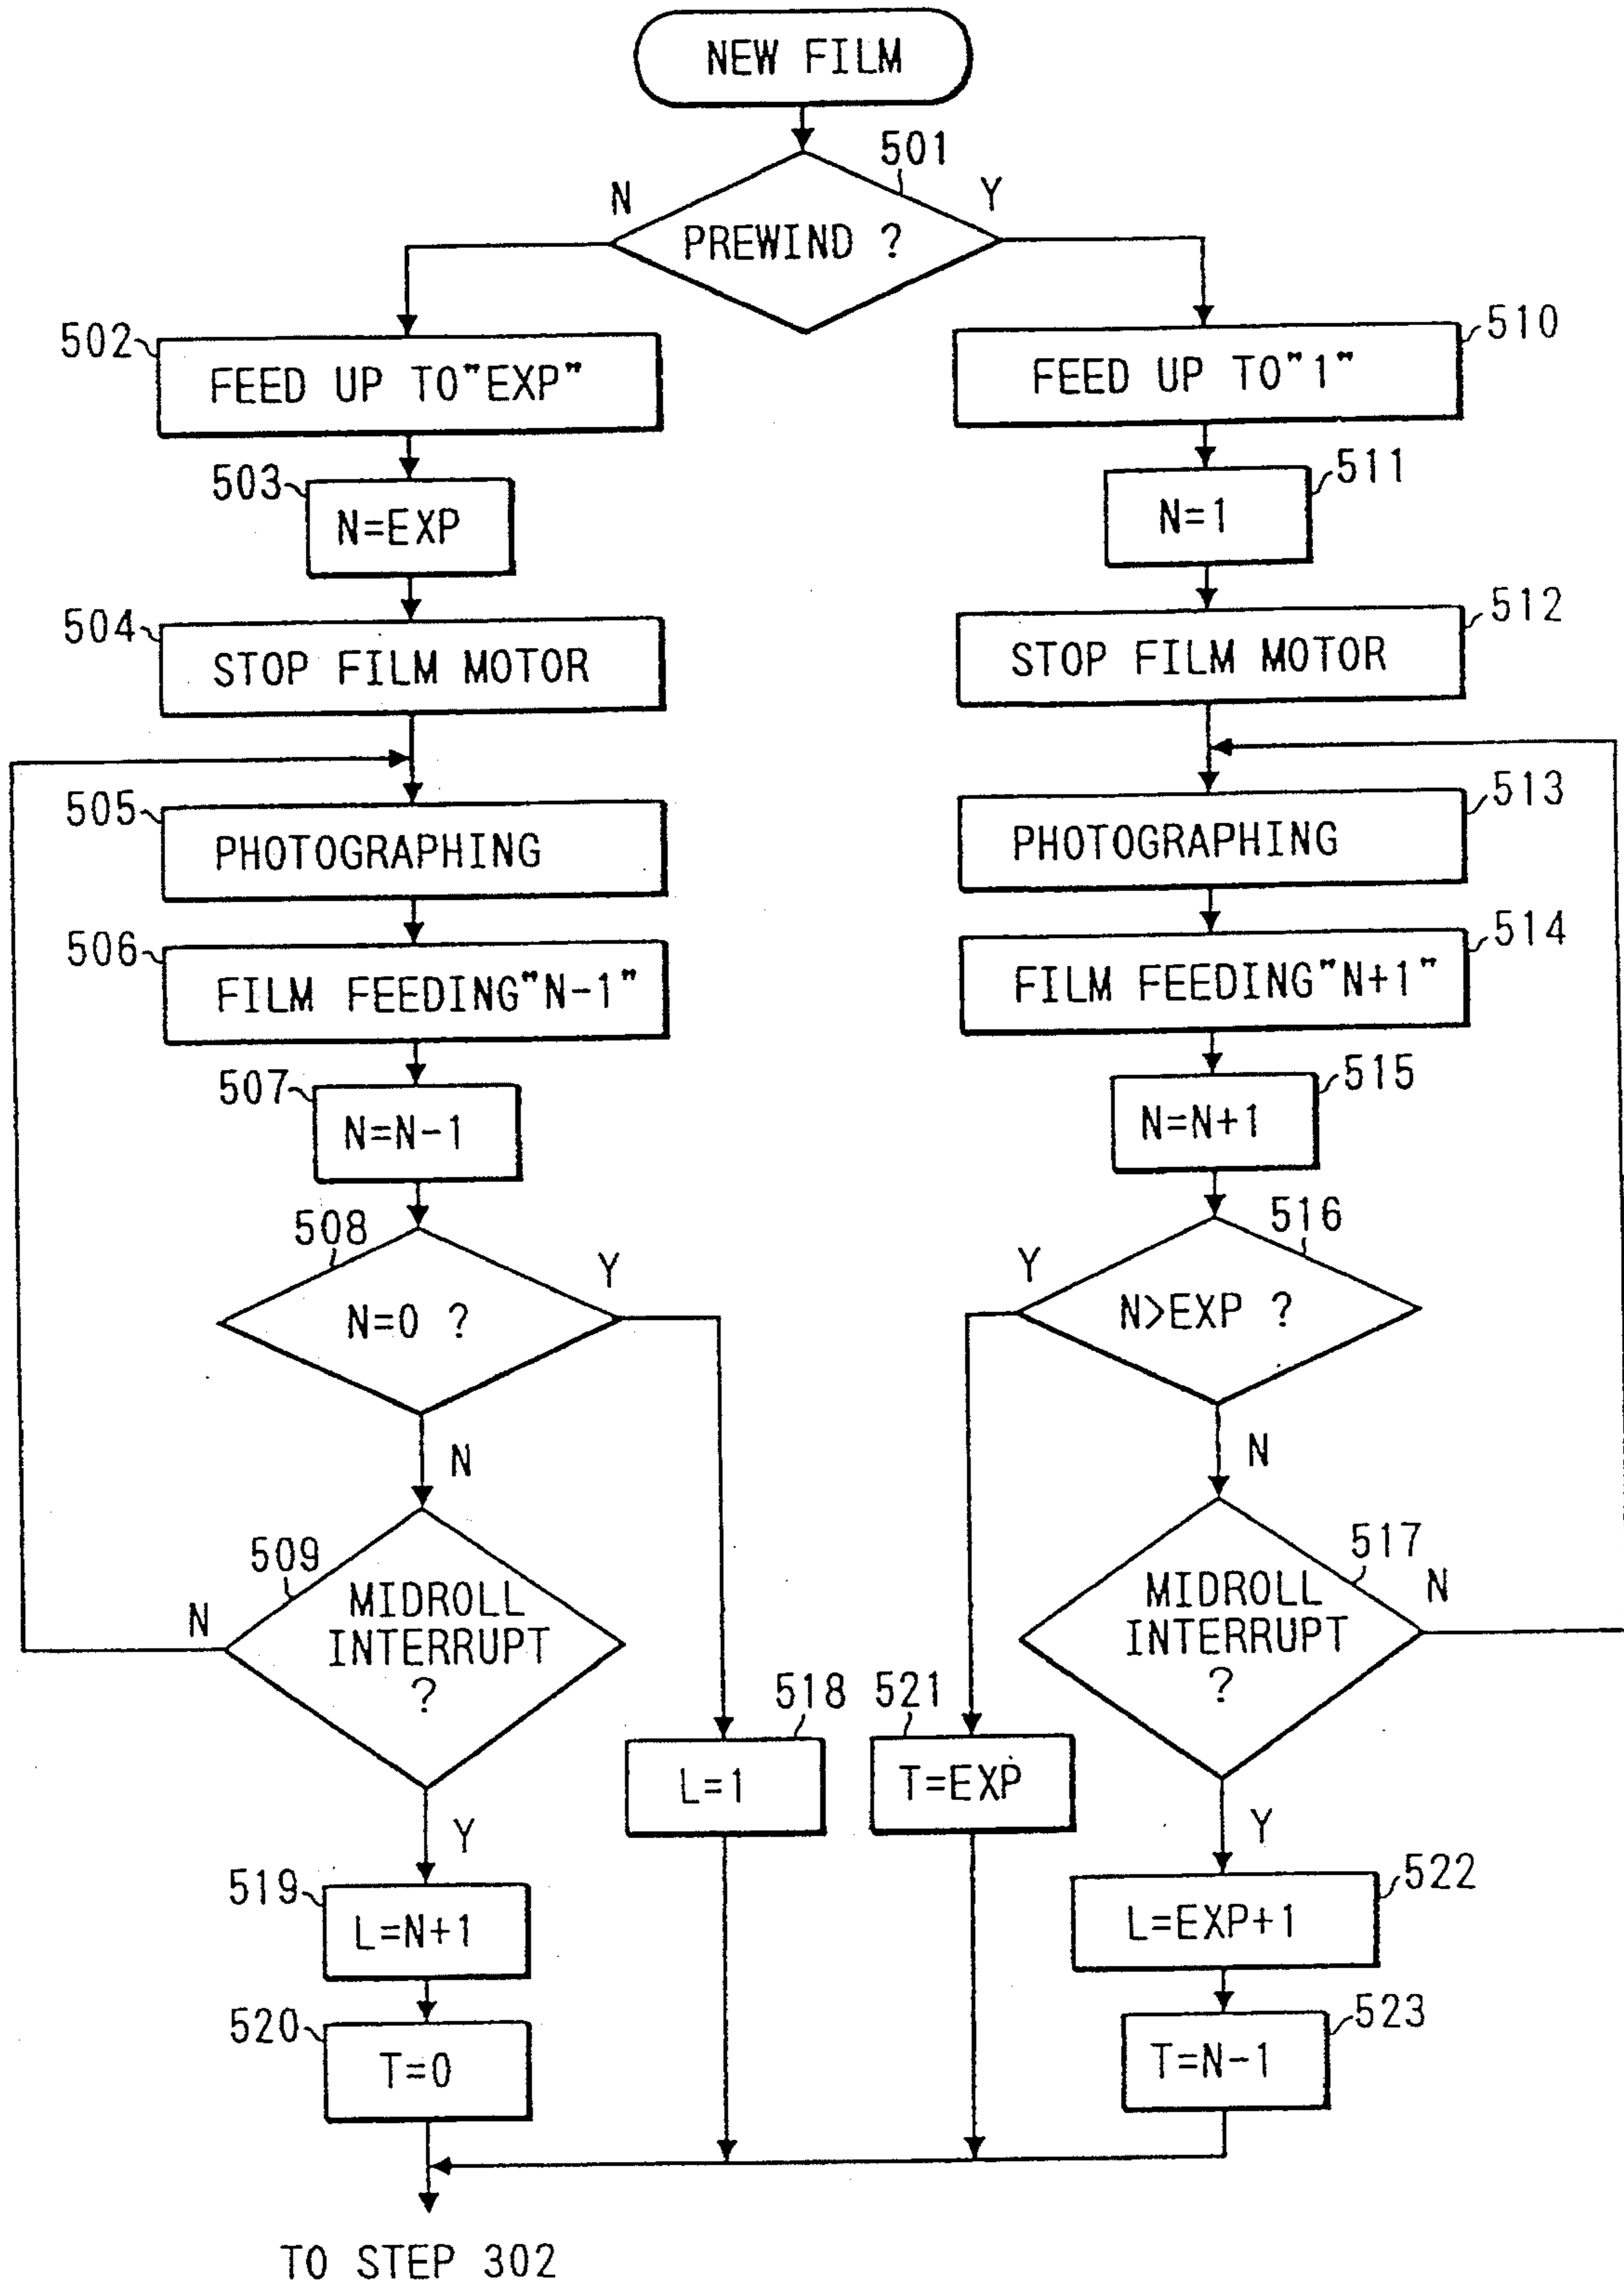 NEW FILM
501
N
Y
PREWIND ?
502
FEED UP TO"EXP"
510
FEED UP TO"1"
503
N=EXP
511
N=1
504
STOP FILM MOTOR
512
STOP FILM MOTOR
505
PHOTOGRAPHING
513
PHOTOGRAPHING
506
FILM FEEDING"N-1"
514
FILM FEEDING"N+1"
507
N=N-1
515
N=N+1
508
Y
N=0 ?
N
516
Y
N>EXP ?
N
509
N
MIDROLL
INTERRUPT
?
Y
517
N
MIDROLL
INTERRUPT
?
Y
518
L=1
521
T=EXP
519
L=N+1
522
L=EXP+1
520
T=0
523
T=N-1
TO STEP 302